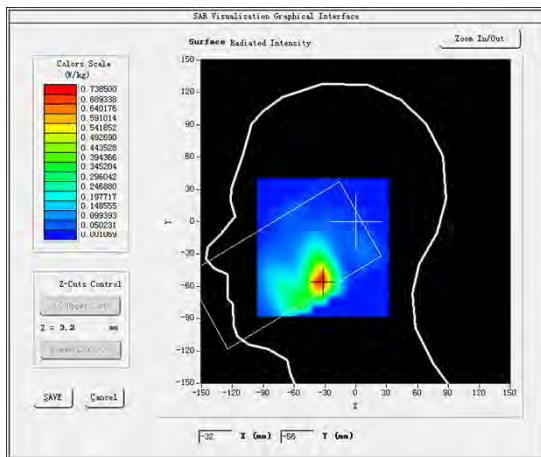 SAR Visualisation Graphical Interface
Surface Radiated Intensity
Zoom In/Out
Colors Scale
(W/kg)
0.738500
0.689338
0.640176
0.591014
0.541852
0.492690
0.443528
0.394366
0.345204
0.296042
0.246880
0.197717
0.148555
0.099393
0.050231
0.001069
150
120
90
60
30
0
-30
-60
-90
-120
-150
Y
-150 -120 -90 -60 -30 0 30 60 90 120 150
X
Z-Cuts Control
Z = 3.2 mm
SAVE Cancel
-32 X (mm) -56 Y (mm)